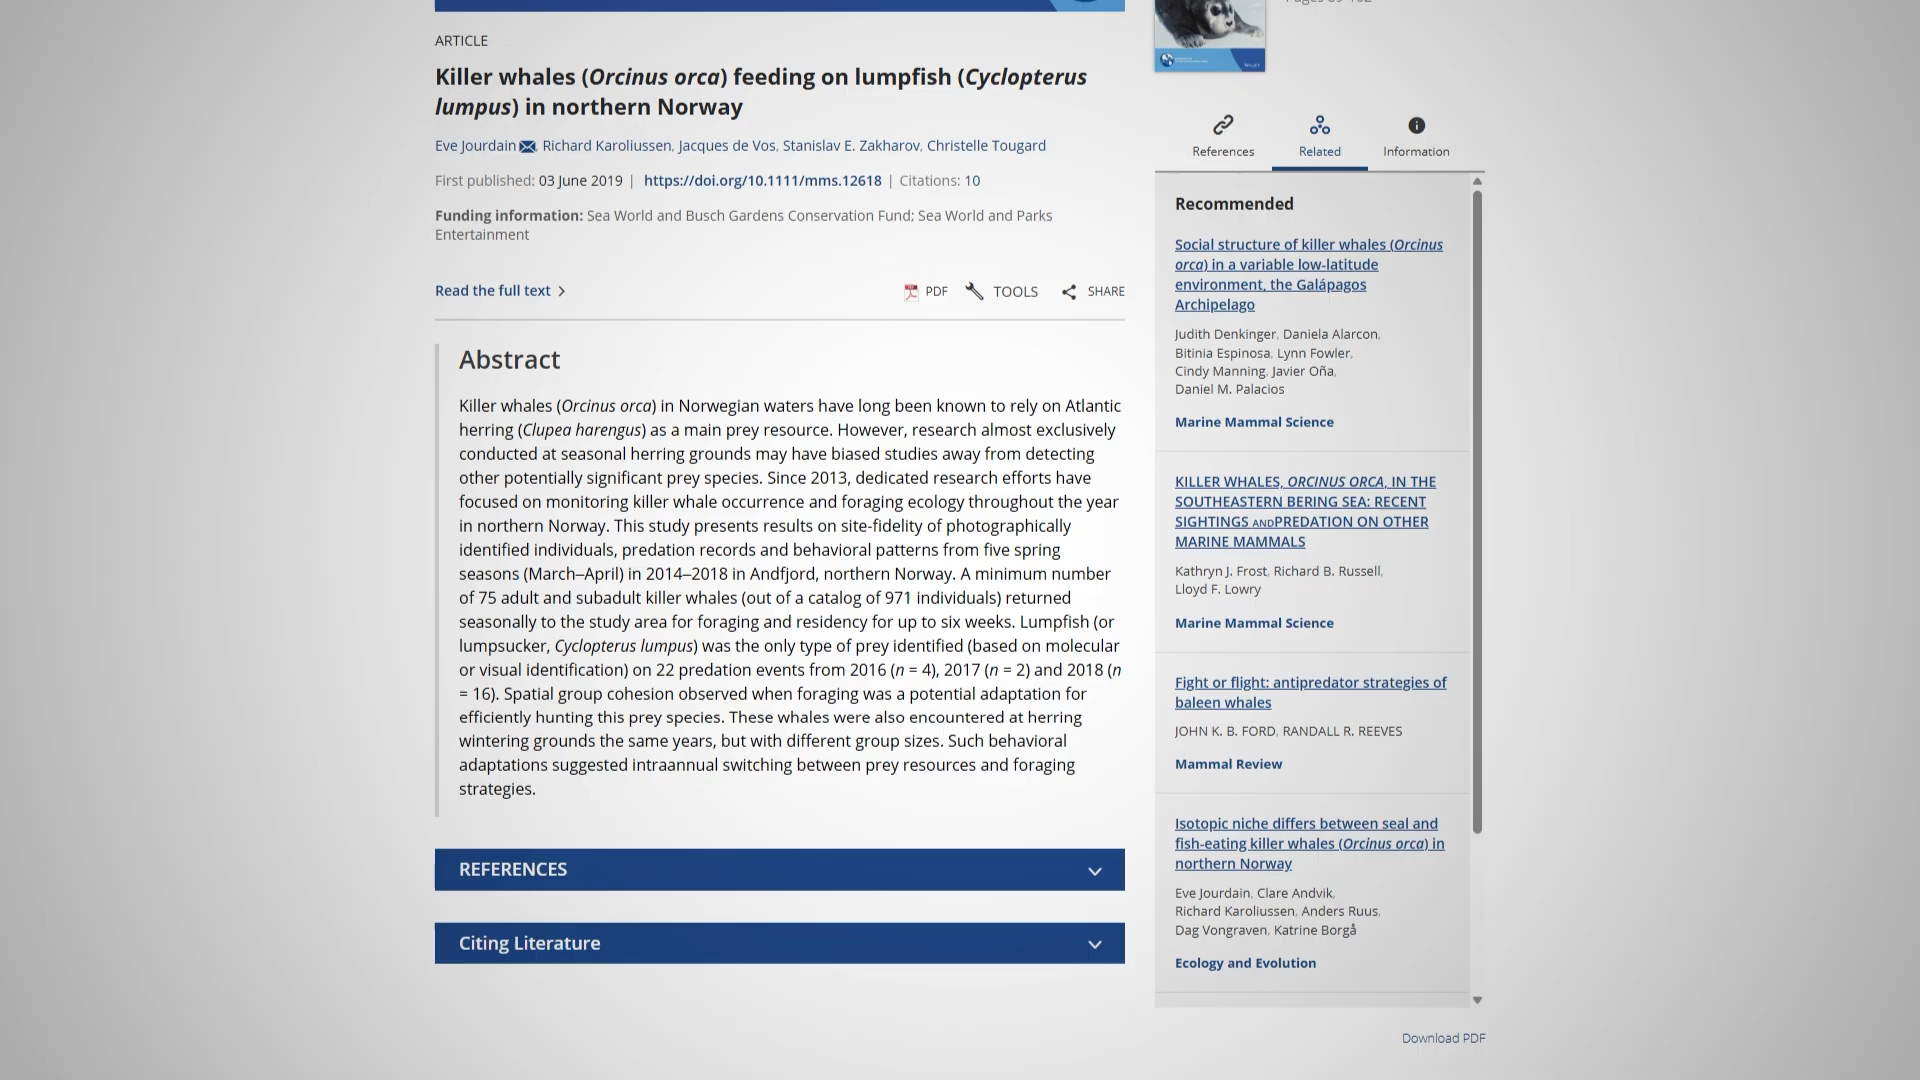 Pages 89-102
ARTICLE
Killer whales (Orcinus orca) feeding on lumpfish (Cyclopterus
lumpus) in northern Norway
Eve Jourdain, Richard Karoliussen, Jacques de Vos, Stanislav E. Zakharov, Christelle Tougard
First published: 03 June 2019 | https://doi.org/10.1111/mms.12618 | Citations: 10
Funding information: Sea World and Busch Gardens Conservation Fund; Sea World and Parks
Entertainment
Read the full text
PDF TOOLS SHARE
Abstract
Killer whales (Orcinus orca) in Norwegian waters have long been known to rely on Atlantic
herring (Clupea harengus) as a main prey resource. However, research almost exclusively
conducted at seasonal herring grounds may have biased studies away from detecting
other potentially significant prey species. Since 2013, dedicated research efforts have
focused on monitoring killer whale occurrence and foraging ecology throughout the year
in northern Norway. This study presents results on site-fidelity of photographically
identified individuals, predation records and behavioral patterns from five spring
seasons (March–April) in 2014–2018 in Andfjord, northern Norway. A minimum number
of 75 adult and subadult killer whales (out of a catalog of 971 individuals) returned
seasonally to the study area for foraging and residency for up to six weeks. Lumpfish (or
lumpsucker, Cyclopterus lumpus) was the only type of prey identified (based on molecular
or visual identification) on 22 predation events from 2016 (n = 4), 2017 (n = 2) and 2018 (n
= 16). Spatial group cohesion observed when foraging was a potential adaptation for
efficiently hunting this prey species. These whales were also encountered at herring
wintering grounds the same years, but with different group sizes. Such behavioral
adaptations suggested intraannual switching between prey resources and foraging
strategies.
REFERENCES
Citing Literature
WILEY
References Related Information
Recommended
Social structure of killer whales (Orcinus
orca) in a variable low-latitude
environment, the Galápagos
Archipelago
Judith Denkinger, Daniela Alarcon,
Bitinia Espinosa, Lynn Fowler,
Cindy Manning, Javier Oña,
Daniel M. Palacios
Marine Mammal Science
KILLER WHALES, ORCINUS ORCA, IN THE
SOUTHEASTERN BERING SEA: RECENT
SIGHTINGS ANDPREDATION ON OTHER
MARINE MAMMALS
Kathryn J. Frost, Richard B. Russell,
Lloyd F. Lowry
Marine Mammal Science
Fight or flight: antipredator strategies of
baleen whales
JOHN K. B. FORD, RANDALL R. REEVES
Mammal Review
Isotopic niche differs between seal and
fish-eating killer whales (Orcinus orca) in
northern Norway
Eve Jourdain, Clare Andvik,
Richard Karoliussen, Anders Ruus,
Dag Vongraven, Katrine Borgå
Ecology and Evolution
Download PDF